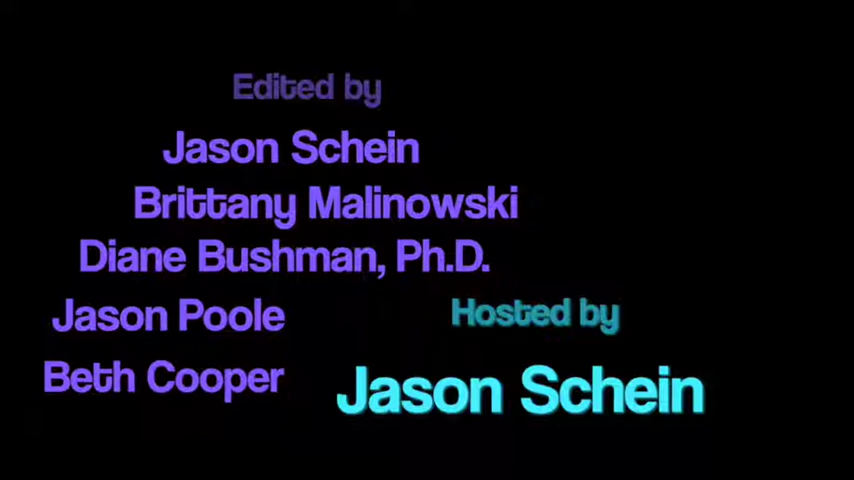 Edited by
Jason Schein
Brittany Malinowski
Diane Bushman, Ph.D.
Jason Poole
Beth Cooper
Hosted by
Jason Schein